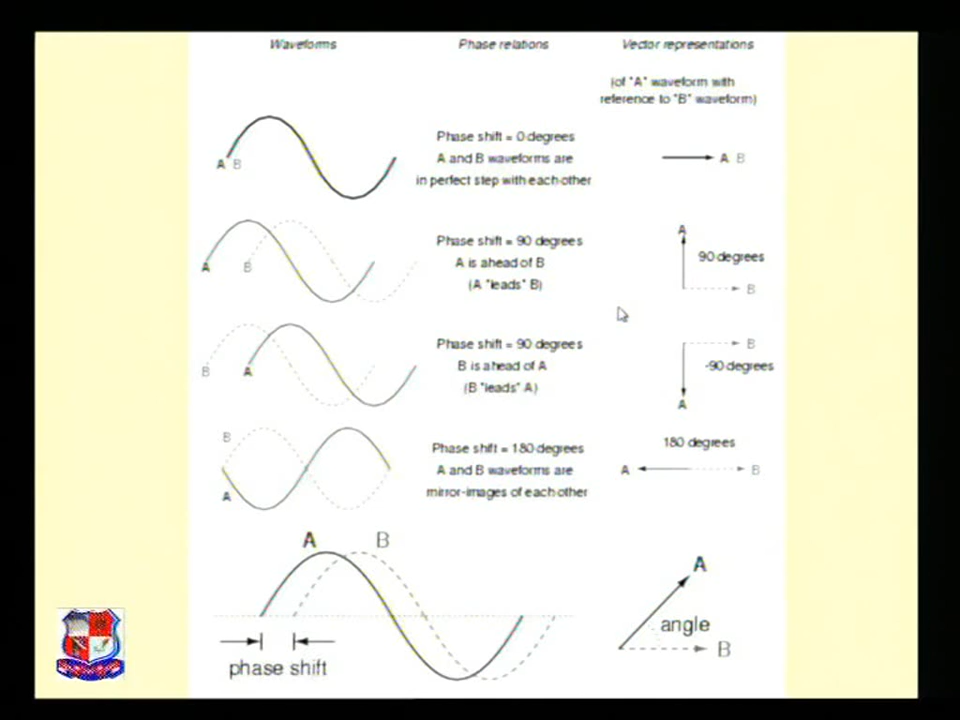 Waveforms Phase relations Vector representations
(of "A" waveform with
reference to "B" waveform)
A B
Phase shift = 0 degrees
A and B waveforms are
in perfect step with each other
A B
A B
Phase shift = 90 degrees
A is ahead of B
(A "leads" B)
A
90 degrees
B
B A
Phase shift = 90 degrees
B is ahead of A
(B "leads" A)
B
-90 degrees
A
B
A
Phase shift = 180 degrees
A and B waveforms are
mirror-images of each other
180 degrees
A B
A B
phase shift
A
angle
B